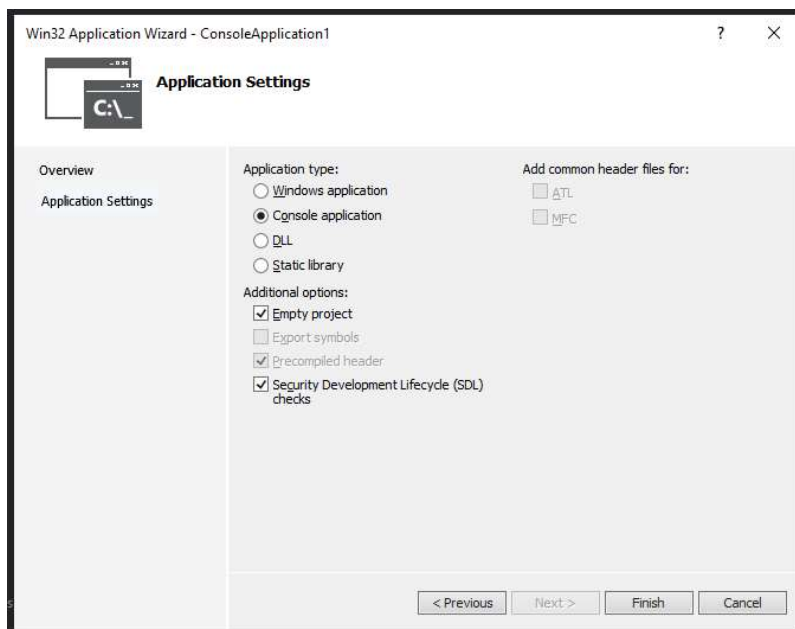 Win32 Application Wizard - ConsoleApplication1
?
C:\_
Application Settings
Overview
Application Settings
Application type:
Windows application
Console application
DLL
Static library
Additional options:
Empty project
Export symbols
Precompiled header
Security Development Lifecycle (SDL)
checks
Add common header files for:
ATL
MFC
s
< Previous
Next >
Finish
Cancel